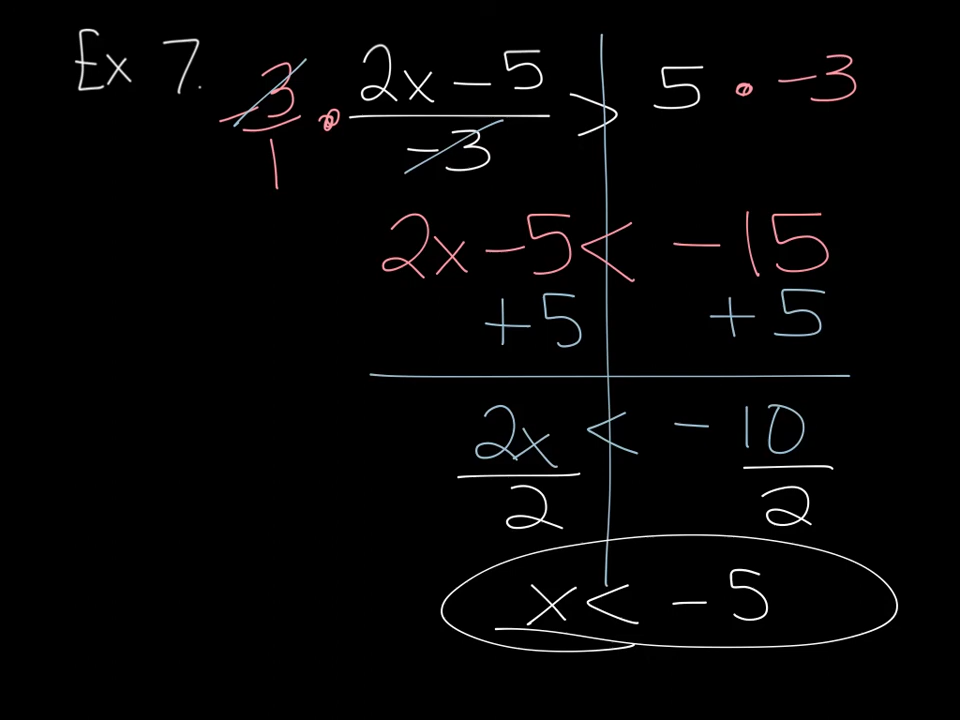 Ex 7. -3/1 • (2x - 5)/-3 > 5 • -3
2x - 5 < -15
+5 +5
2x/2 < -10/2
x < -5